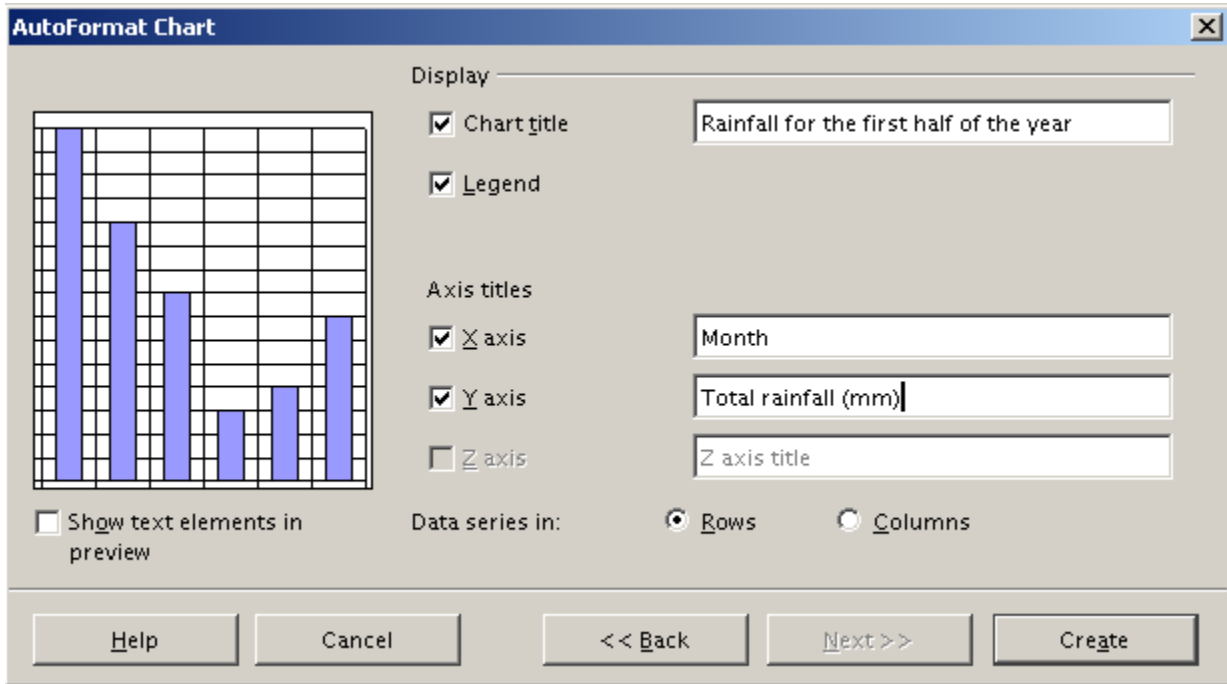 AutoFormat Chart
Display
Chart title
Rainfall for the first half of the year
Legend
Axis titles
X axis
Month
Y axis
Total rainfall (mm)
Z axis
Z axis title
Show text elements in
preview
Data series in:
Rows
Columns
Help
Cancel
<< Back
Next >>
Create